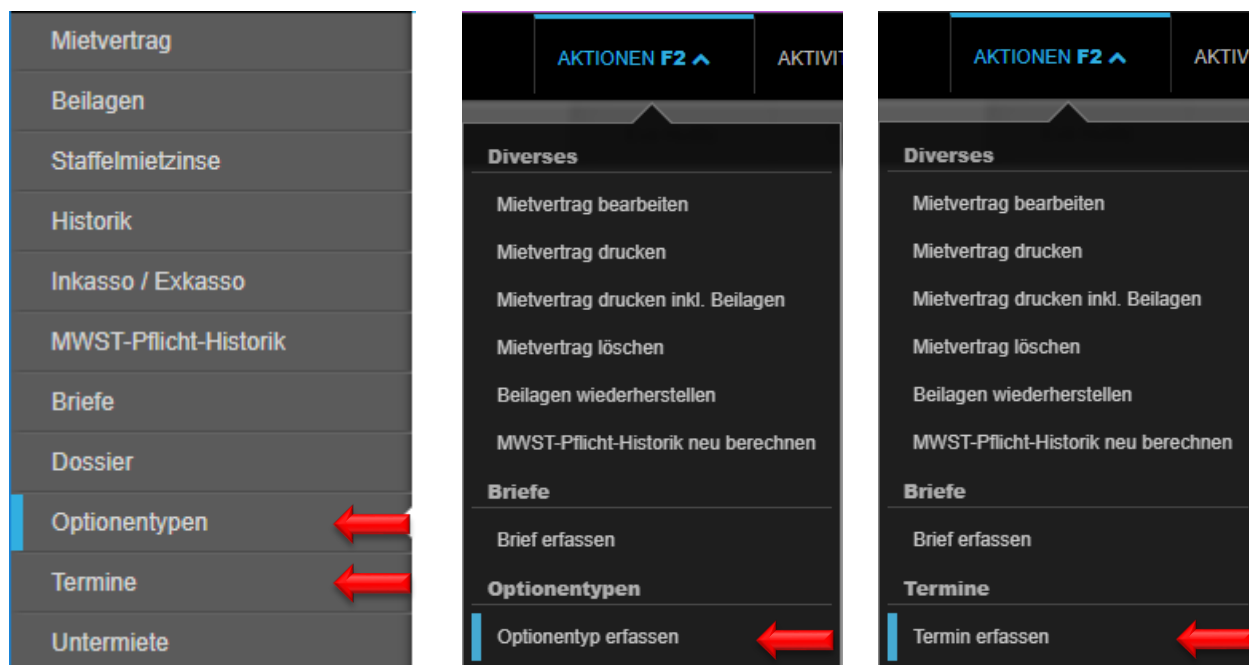 Mietvertrag
Beilagen
Staffelmietzinse
Historik
Inkasso / Exkasso
MWST-Pflicht-Historik
Briefe
Dossier
Optionentypen
Termine
Untermiete
AKTIONEN F2 AKTIVIT
Diverses
Mietvertrag bearbeiten
Mietvertrag drucken
Mietvertrag drucken inkl. Beilagen
Mietvertrag löschen
Beilagen wiederherstellen
MWST-Pflicht-Historik neu berechnen
Briefe
Brief erfassen
Optionentypen
Optionentyp erfassen
AKTIONEN F2 AKTIV
Diverses
Mietvertrag bearbeiten
Mietvertrag drucken
Mietvertrag drucken inkl. Beilagen
Mietvertrag löschen
Beilagen wiederherstellen
MWST-Pflicht-Historik neu berechnen
Briefe
Brief erfassen
Termine
Termin erfassen